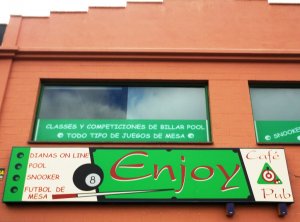 CLASSES Y COMPETICIONES DE BILLAR POOL
TODO TIPO DE JUEGOS DE MESA
SNOOKER
DIANAS ON LINE
POOL
SNOOKER
FUTBOL DE
MESA
8
Enjoy
Café
Pub